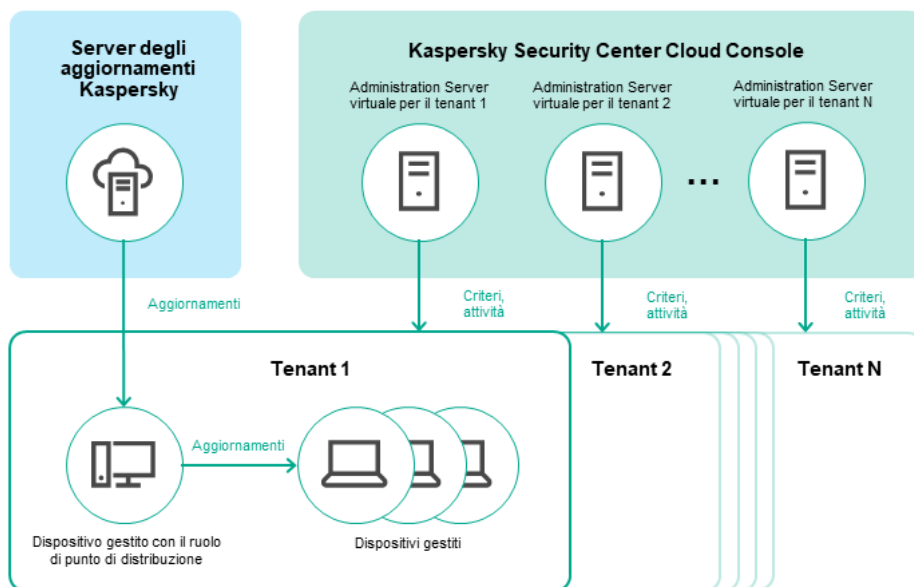 Server degli
aggiornamenti
Kaspersky
Kaspersky Security Center Cloud Console
Administration Server
virtuale per il tenant 1
Administration Server
virtuale per il tenant 2
Administration Server
virtuale per il tenant N
...
Aggiornamenti
Criteri,
attività
Criteri,
attività
Criteri,
attività
Tenant 1
Tenant 2
Tenant N
Aggiornamenti
Dispositivo gestito con il ruolo
di punto di distribuzione
Dispositivi gestiti